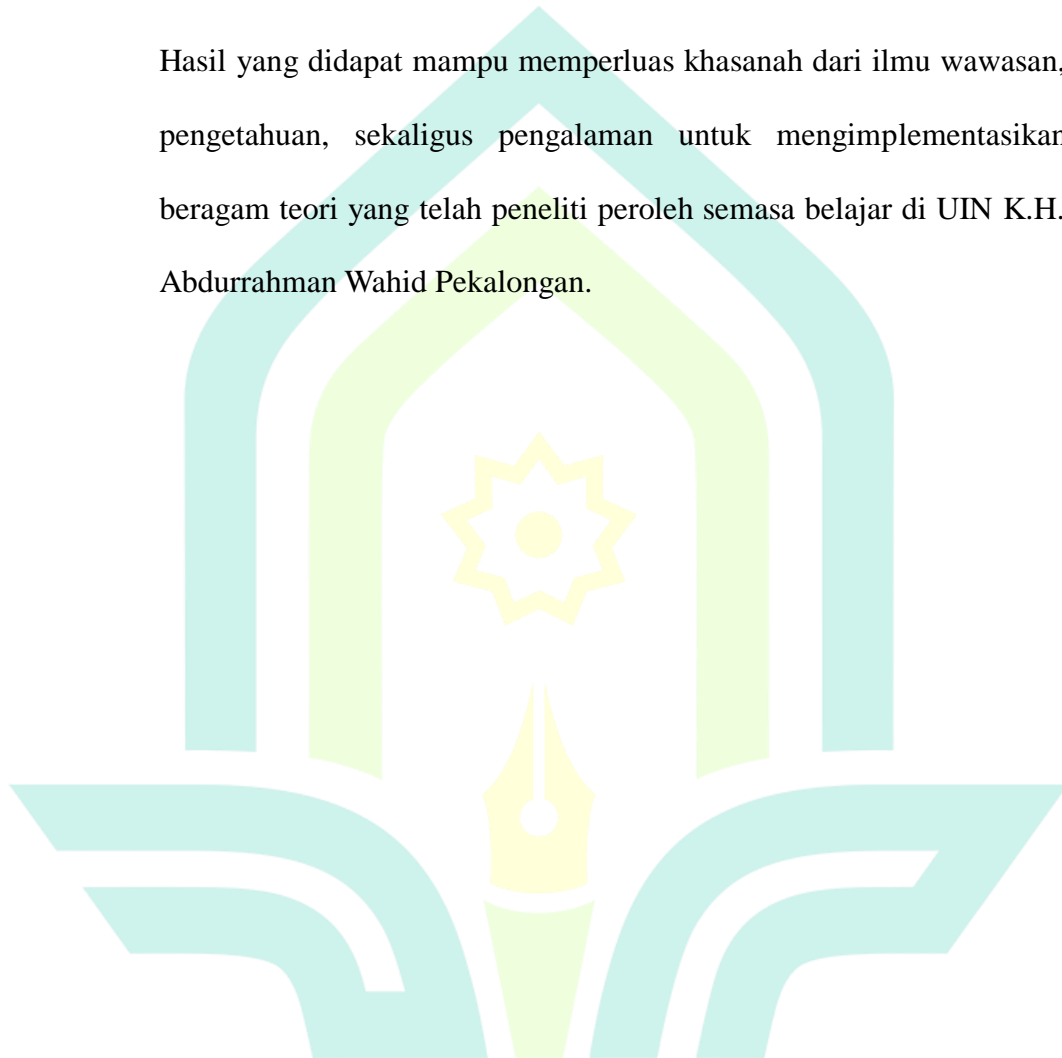 Hasil yang didapat mampu memperluas khasanah dari ilmu wawasan,
pengetahuan, sekaligus pengalaman untuk mengimplementasikan
beragam teori yang telah peneliti peroleh semasa belajar di UIN K.H.
Abdurrahman Wahid Pekalongan.